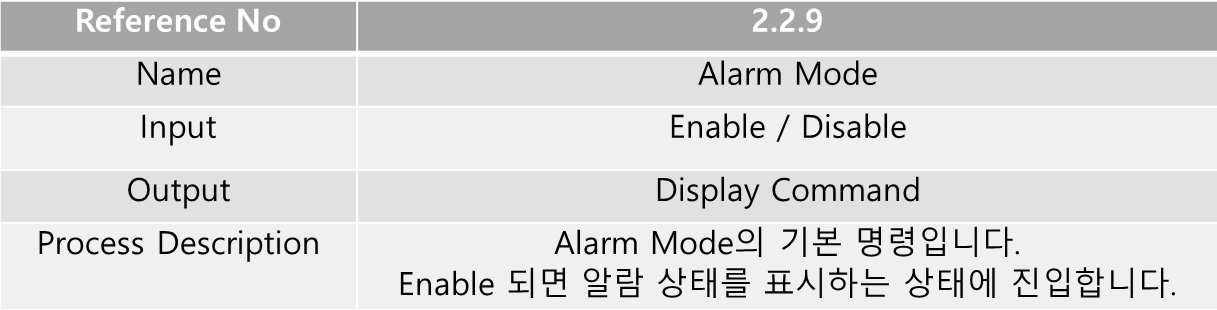 Reference No 2.2.9
Name Alarm Mode
Input Enable / Disable
Output Display Command
Process Description Alarm Mode의 기본 명령입니다.
Enable 되면 알람 상태를 표시하는 상태에 진입합니다.